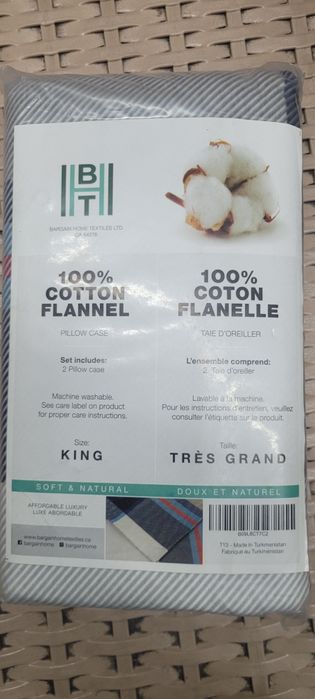 B
H
T
BARGAIN HOME TEXTILES LTD.
100%
COTTON
FLANNEL
PILLOW CASE
Set includes:
2 Pillow case
Machine washable.
See care label on product
for proper care instructions.
Size:
KING
100%
COTON
FLANELLE
TAIE D'OREILLER
L'ensemble comprend:
2 Taie d'oreiller
Lavable à la machine.
Pour les instructions d'entretien, veuillez
consulter l'étiquette sur le produit.
Taille:
TRÈS GRAND
SOFT & NATURAL
DOUX ET NATUREL
AFFORDABLE LUXURY
LUXE ABORDABLE
www.bargainhometextiles.ca
bargainhome
bargainhome
T13 - Made in Turkmenistan
Fabriqué au Turkménistan